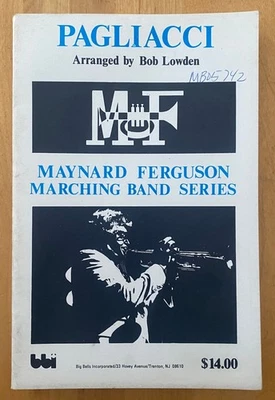 PAGLIACCI
Arranged by Bob Lowden
MBD5742
MF
MAYNARD FERGUSON
MARCHING BAND SERIES
bbi
Big Bells Incorporated/33 Hovey Avenue/Trenton, NJ 08610
$14.00